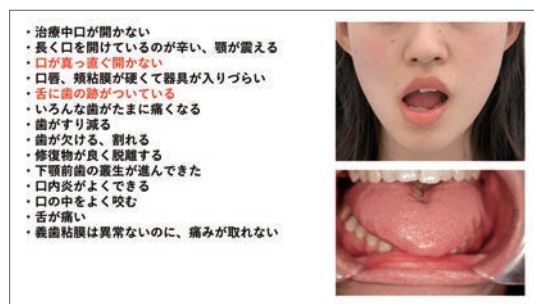 ・治療中口が開かない
・長く口を開けているのが辛い、顎が震える
・口が真っ直ぐ開かない
・口唇、頬粘膜が硬くて器具が入りづらい
・舌に歯の跡がついている
・いろんな歯がたまに痛くなる
・歯がすり減る
・歯が欠ける、割れる
・修復物が良く脱離する
・下顎前歯の叢生が進んできた
・口内炎がよくできる
・口の中をよく咬む
・舌が痛い
・義歯粘膜は異常ないのに、痛みが取れない